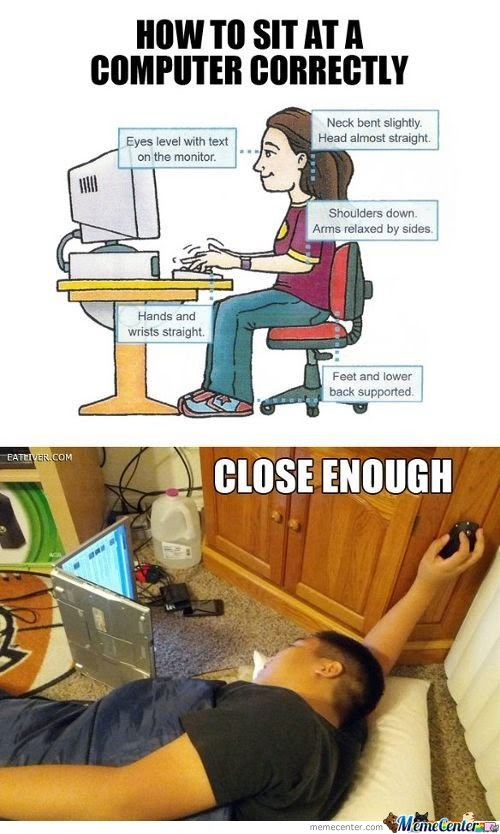 HOW TO SIT AT A
COMPUTER CORRECTLY
Neck bent slightly.
Head almost straight.
Eyes level with text
on the monitor.
Shoulders down.
Arms relaxed by sides.
Hands and
wrists straight.
Feet and lower
back supported.
EATLIVER.COM
CLOSE ENOUGH
memecenter.com
MemeCenter